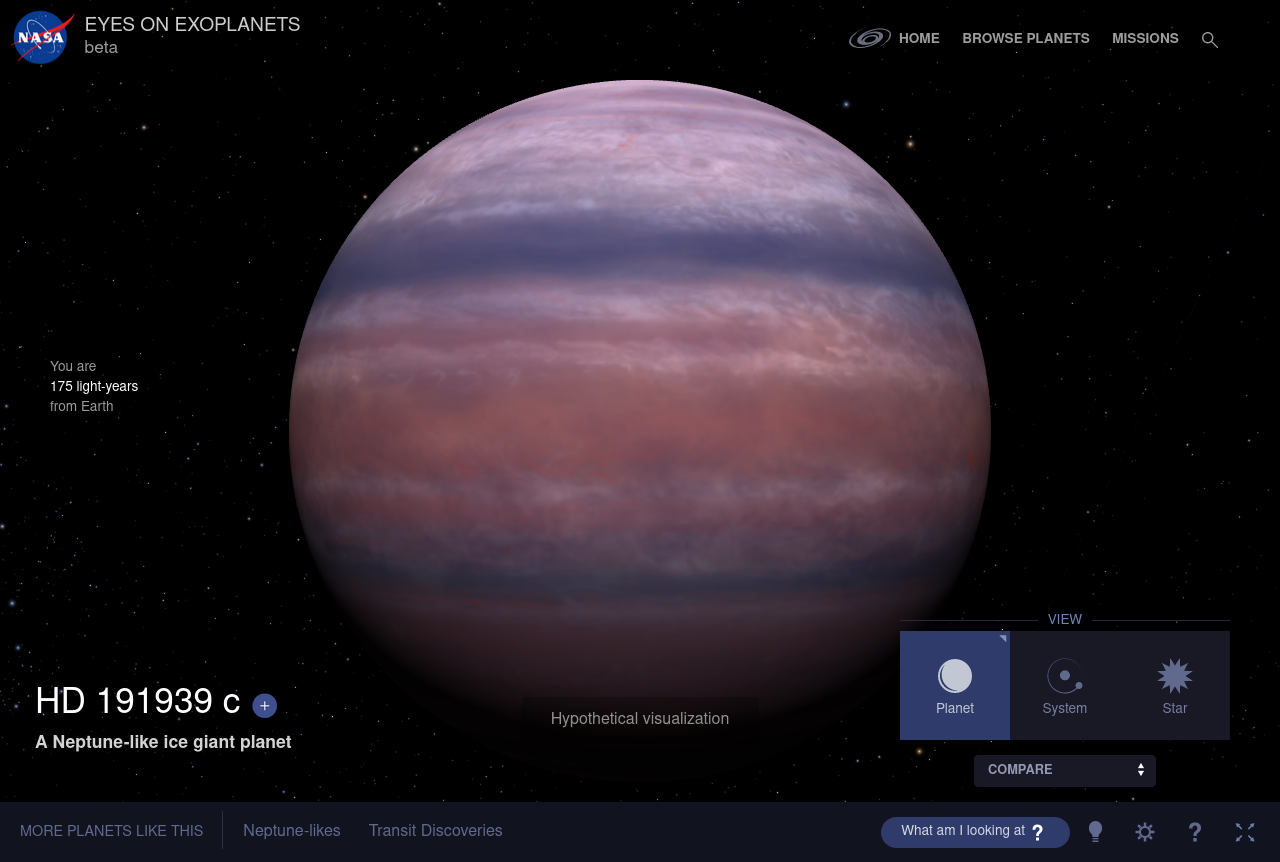 NASA
EYES ON EXOPLANETS
beta
HOME
BROWSE PLANETS
MISSIONS
You are
175 light-years
from Earth
HD 191939 c +
A Neptune-like ice giant planet
Hypothetical visualization
VIEW
Planet
System
Star
COMPARE
MORE PLANETS LIKE THIS
Neptune-likes
Transit Discoveries
What am I looking at ?
?